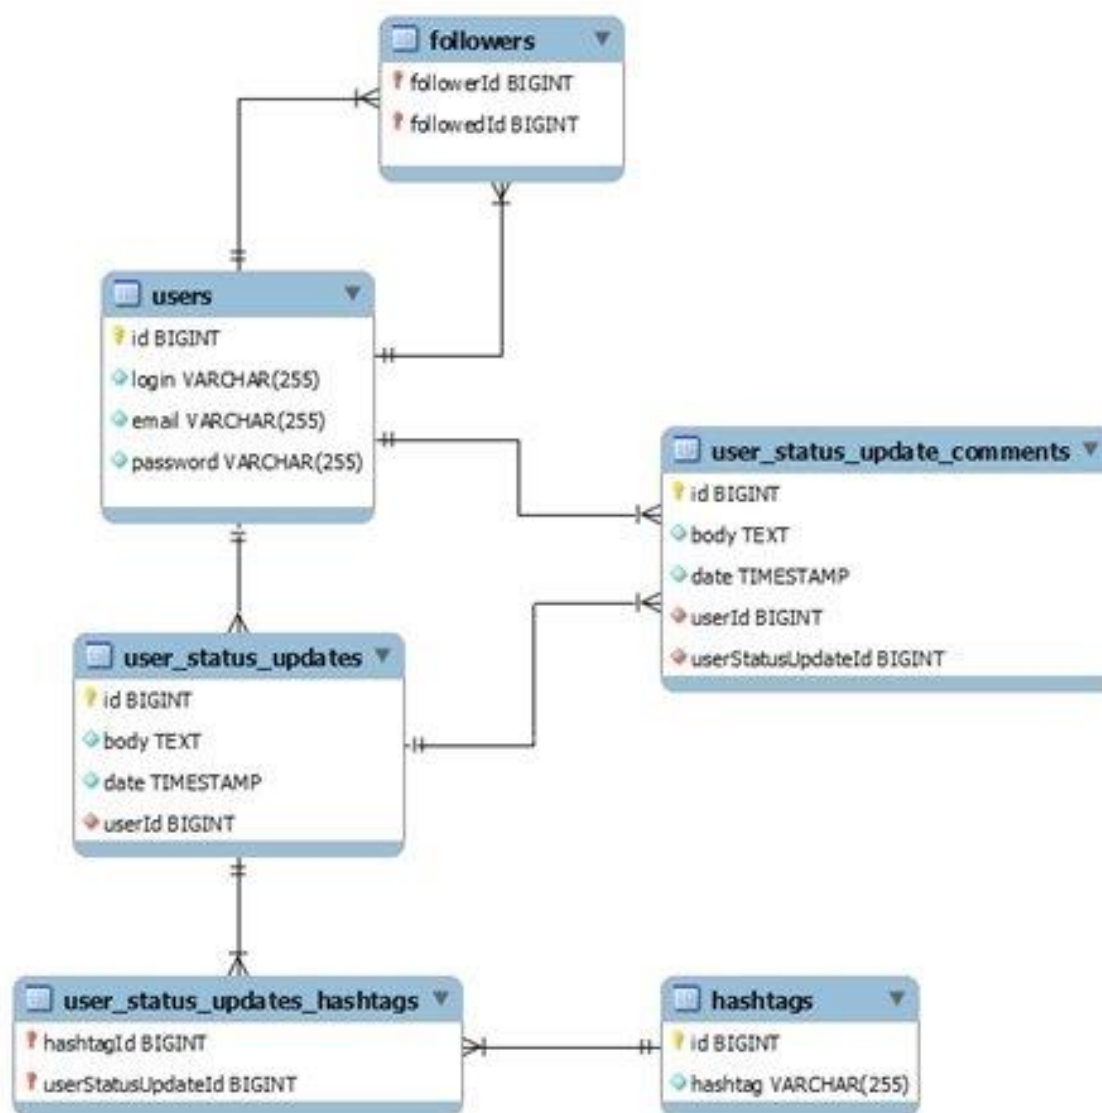 followers
followerId BIGINT
followedId BIGINT
users
id BIGINT
login VARCHAR(255)
email VARCHAR(255)
password VARCHAR(255)
user_status_update_comments
id BIGINT
body TEXT
date TIMESTAMP
userId BIGINT
userStatusUpdateId BIGINT
user_status_updates
id BIGINT
body TEXT
date TIMESTAMP
userId BIGINT
user_status_updates_hashtags
hashtagId BIGINT
userStatusUpdateId BIGINT
hashtags
id BIGINT
hashtag VARCHAR(255)